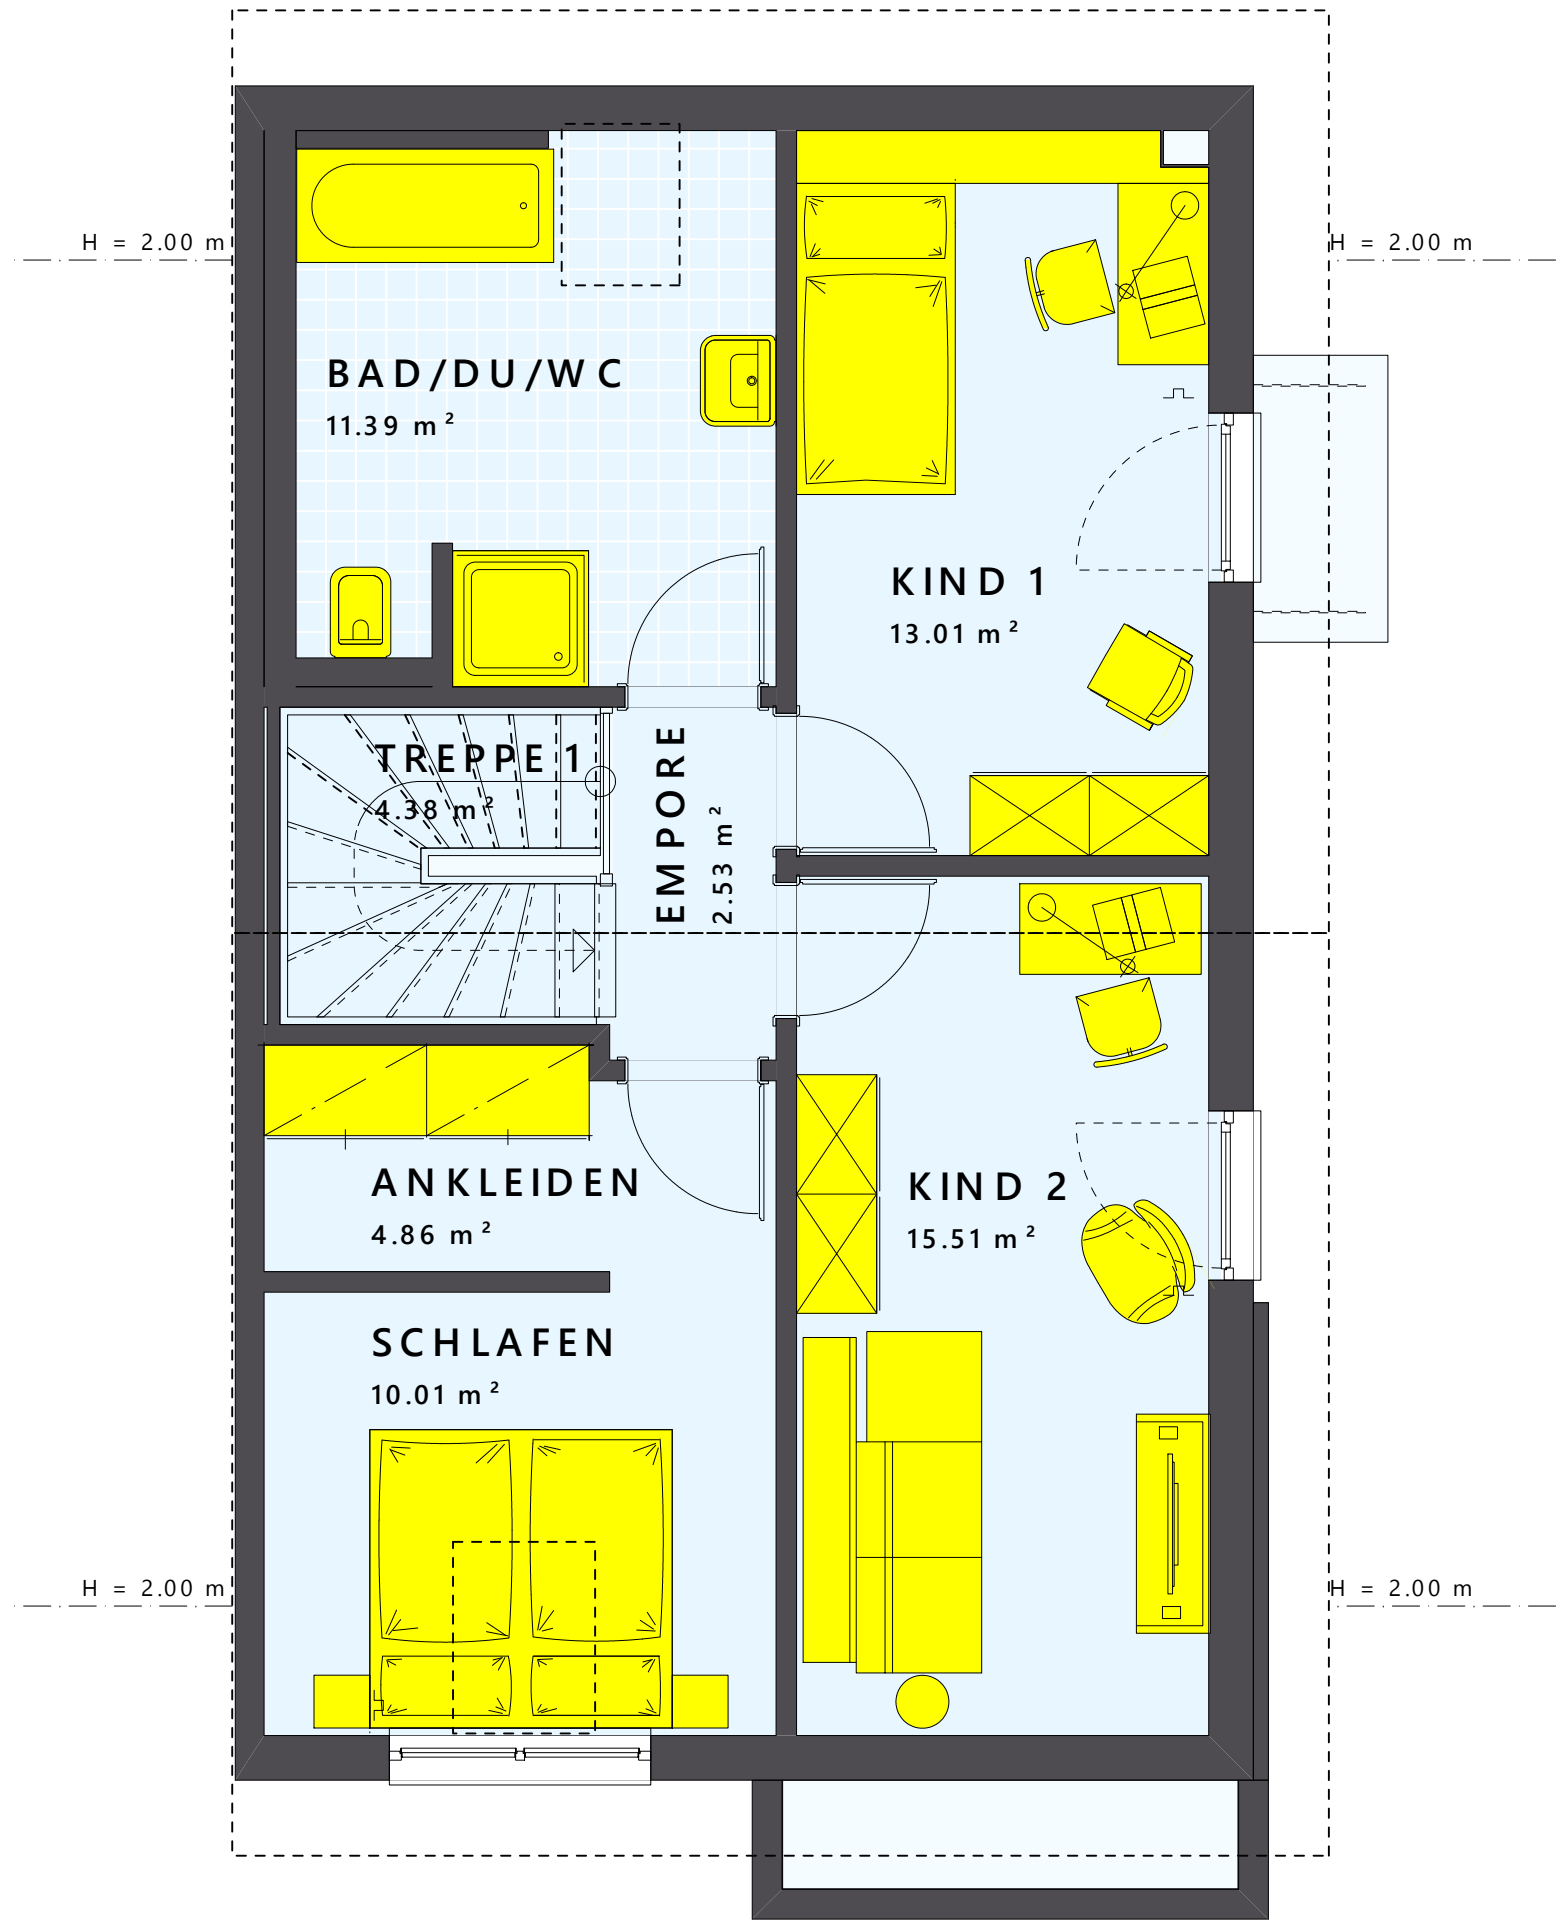 H = 2.00 m
H = 2.00 m
BAD/DU/WC
11.39 m²
KIND 1
13.01 m²
TREPPE 1
4.38 m²
EMPORE
2.53 m²
ANKLEIDEN
4.86 m²
KIND 2
15.51 m²
SCHLAFEN
10.01 m²
H = 2.00 m
H = 2.00 m